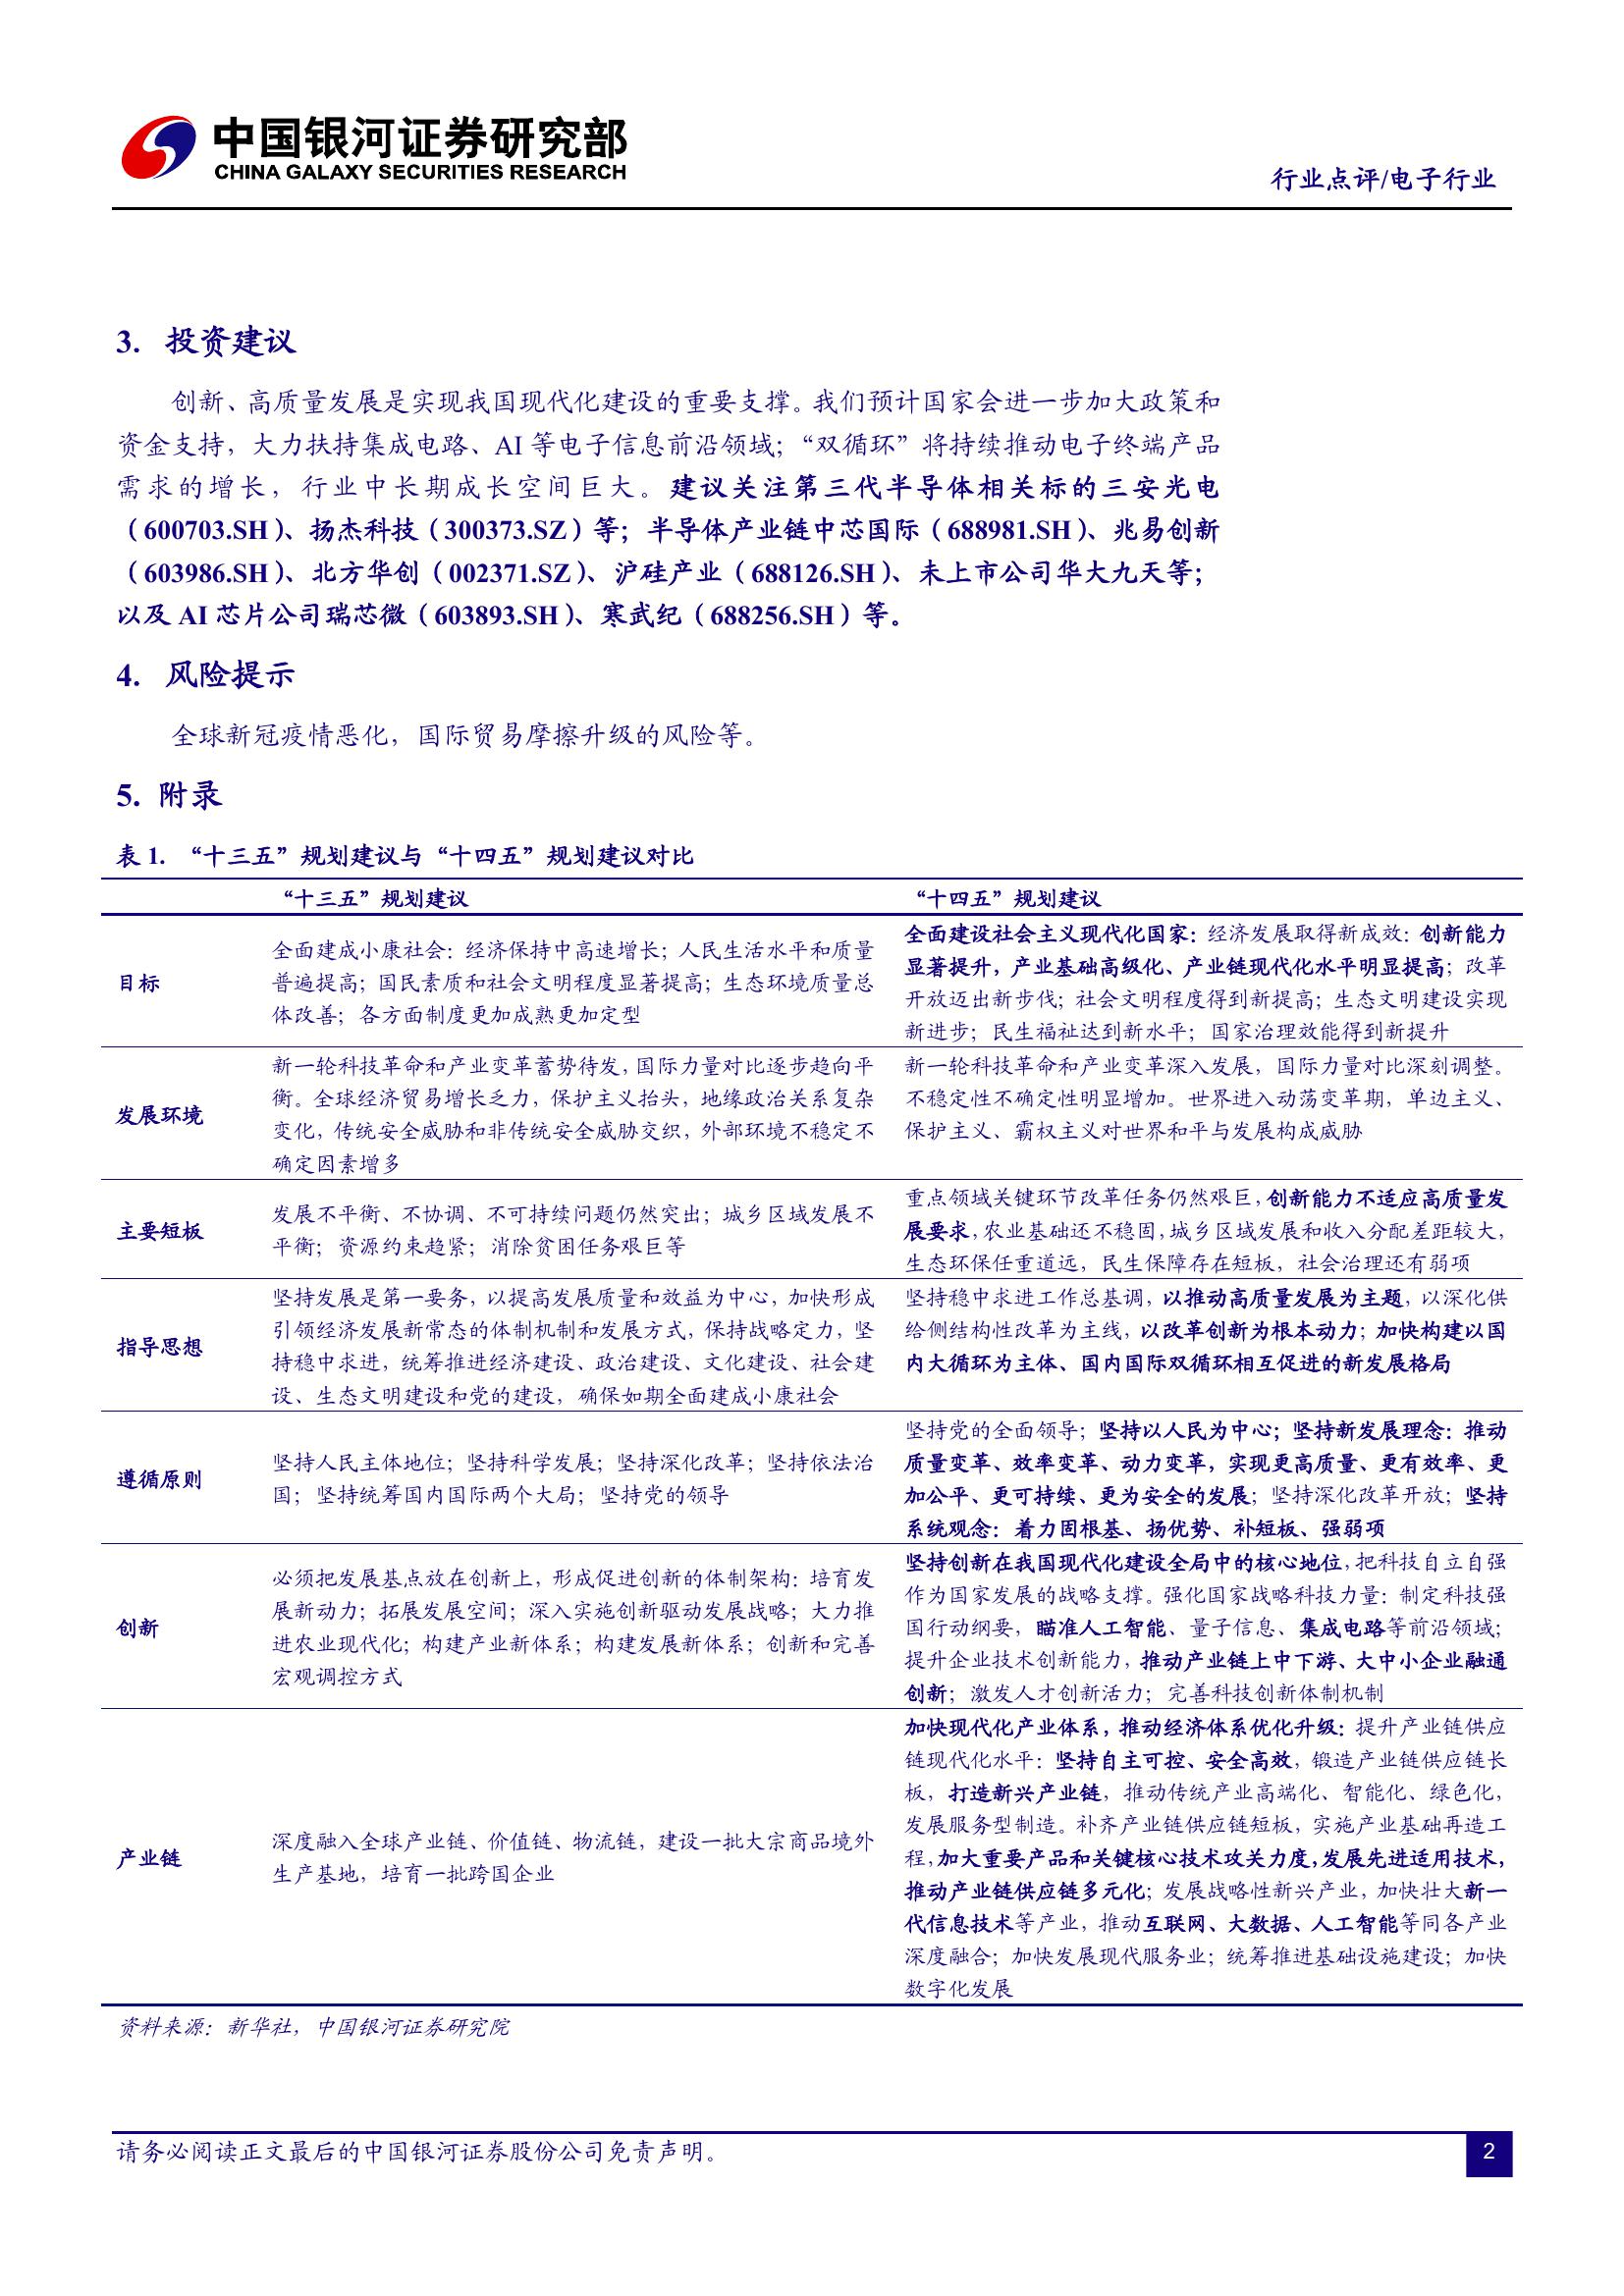 中国银河证券研究部
CHINA GALAXY SECURITIES RESEARCH
行业点评/电子行业
3. 投资建议
创新、高质量发展是实现我国现代化建设的重要支撑。我们预计国家会进一步加大政策和
资金支持，大力扶持集成电路、AI 等电子信息前沿领域；“双循环”将持续推动电子终端产品
需求的增长，行业中长期成长空间巨大。建议关注第三代半导体相关标的三安光电
（600703.SH）、扬杰科技（300373.SZ）等；半导体产业链中芯国际（688981.SH）、兆易创新
（603986.SH）、北方华创（002371.SZ）、沪硅产业（688126.SH）、未上市公司华大九天等；
以及 AI 芯片公司瑞芯微（603893.SH）、寒武纪（688256.SH）等。
4. 风险提示
全球新冠疫情恶化，国际贸易摩擦升级的风险等。
5. 附录
表 1. “十三五”规划建议与“十四五”规划建议对比
“十三五”规划建议
“十四五”规划建议
目标
全面建成小康社会：经济保持中高速增长；人民生活水平和质量
普遍提高；国民素质和社会文明程度显著提高；生态环境质量总
体改善；各方面制度更加成熟更加定型
全面建设社会主义现代化国家：经济发展取得新成效：创新能力
显著提升，产业基础高级化、产业链现代化水平明显提高；改革
开放迈出新步伐；社会文明程度得到新提高；生态文明建设实现
新进步；民生福祉达到新水平；国家治理效能得到新提升
发展环境
新一轮科技革命和产业变革蓄势待发，国际力量对比逐步趋向平
衡。全球经济贸易增长乏力，保护主义抬头，地缘政治关系复杂
变化，传统安全威胁和非传统安全威胁交织，外部环境不稳定不
确定因素增多
新一轮科技革命和产业变革深入发展，国际力量对比深刻调整。
不稳定性不确定性明显增加。世界进入动荡变革期，单边主义、
保护主义、霸权主义对世界和平与发展构成威胁
主要短板
发展不平衡、不协调、不可持续问题仍然突出；城乡区域发展不
平衡；资源约束趋紧；消除贫困任务艰巨等
重点领域关键环节改革任务仍然艰巨，创新能力不适应高质量发
展要求，农业基础还不稳固，城乡区域发展和收入分配差距较大，
生态环保任重道远，民生保障存在短板，社会治理还有弱项
指导思想
坚持发展是第一要务，以提高发展质量和效益为中心，加快形成
引领经济发展新常态的体制机制和发展方式，保持战略定力，坚
持稳中求进，统筹推进经济建设、政治建设、文化建设、社会建
设、生态文明建设和党的建设，确保如期全面建成小康社会
坚持稳中求进工作总基调，以推动高质量发展为主题，以深化供
给侧结构性改革为主线，以改革创新为根本动力；加快构建以国
内大循环为主体、国内国际双循环相互促进的新发展格局
遵循原则
坚持人民主体地位；坚持科学发展；坚持深化改革；坚持依法治
国；坚持统筹国内国际两个大局；坚持党的领导
坚持党的全面领导；坚持以人民为中心；坚持新发展理念：推动
质量变革、效率变革、动力变革，实现更高质量、更有效率、更
加公平、更可持续、更为安全的发展；坚持深化改革开放；坚持
系统观念：着力固根基、扬优势、补短板、强弱项
创新
必须把发展基点放在创新上，形成促进创新的体制架构：培育发
展新动力；拓展发展空间；深入实施创新驱动发展战略；大力推
进农业现代化；构建产业新体系；构建发展新体系；创新和完善
宏观调控方式
坚持创新在我国现代化建设全局中的核心地位，把科技自立自强
作为国家发展的战略支撑。强化国家战略科技力量：制定科技强
国行动纲要，瞄准人工智能、量子信息、集成电路等前沿领域；
提升企业技术创新能力，推动产业链上中下游、大中小企业融通
创新；激发人才创新活力；完善科技创新体制机制
产业链
深度融入全球产业链、价值链、物流链，建设一批大宗商品境外
生产基地，培育一批跨国企业
加快现代化产业体系，推动经济体系优化升级：提升产业链供应
链现代化水平：坚持自主可控、安全高效，锻造产业链供应链长
板，打造新兴产业链，推动传统产业高端化、智能化、绿色化，
发展服务型制造。补齐产业链供应链短板，实施产业基础再造工
程，加大重要产品和关键核心技术攻关力度，发展先进适用技术，
推动产业链供应链多元化；发展战略性新兴产业，加快壮大新一
代信息技术等产业，推动互联网、大数据、人工智能等同各产业
深度融合；加快发展现代服务业；统筹推进基础设施建设；加快
数字化发展
资料来源：新华社，中国银河证券研究院
请务必阅读正文最后的中国银河证券股份公司免责声明。
2